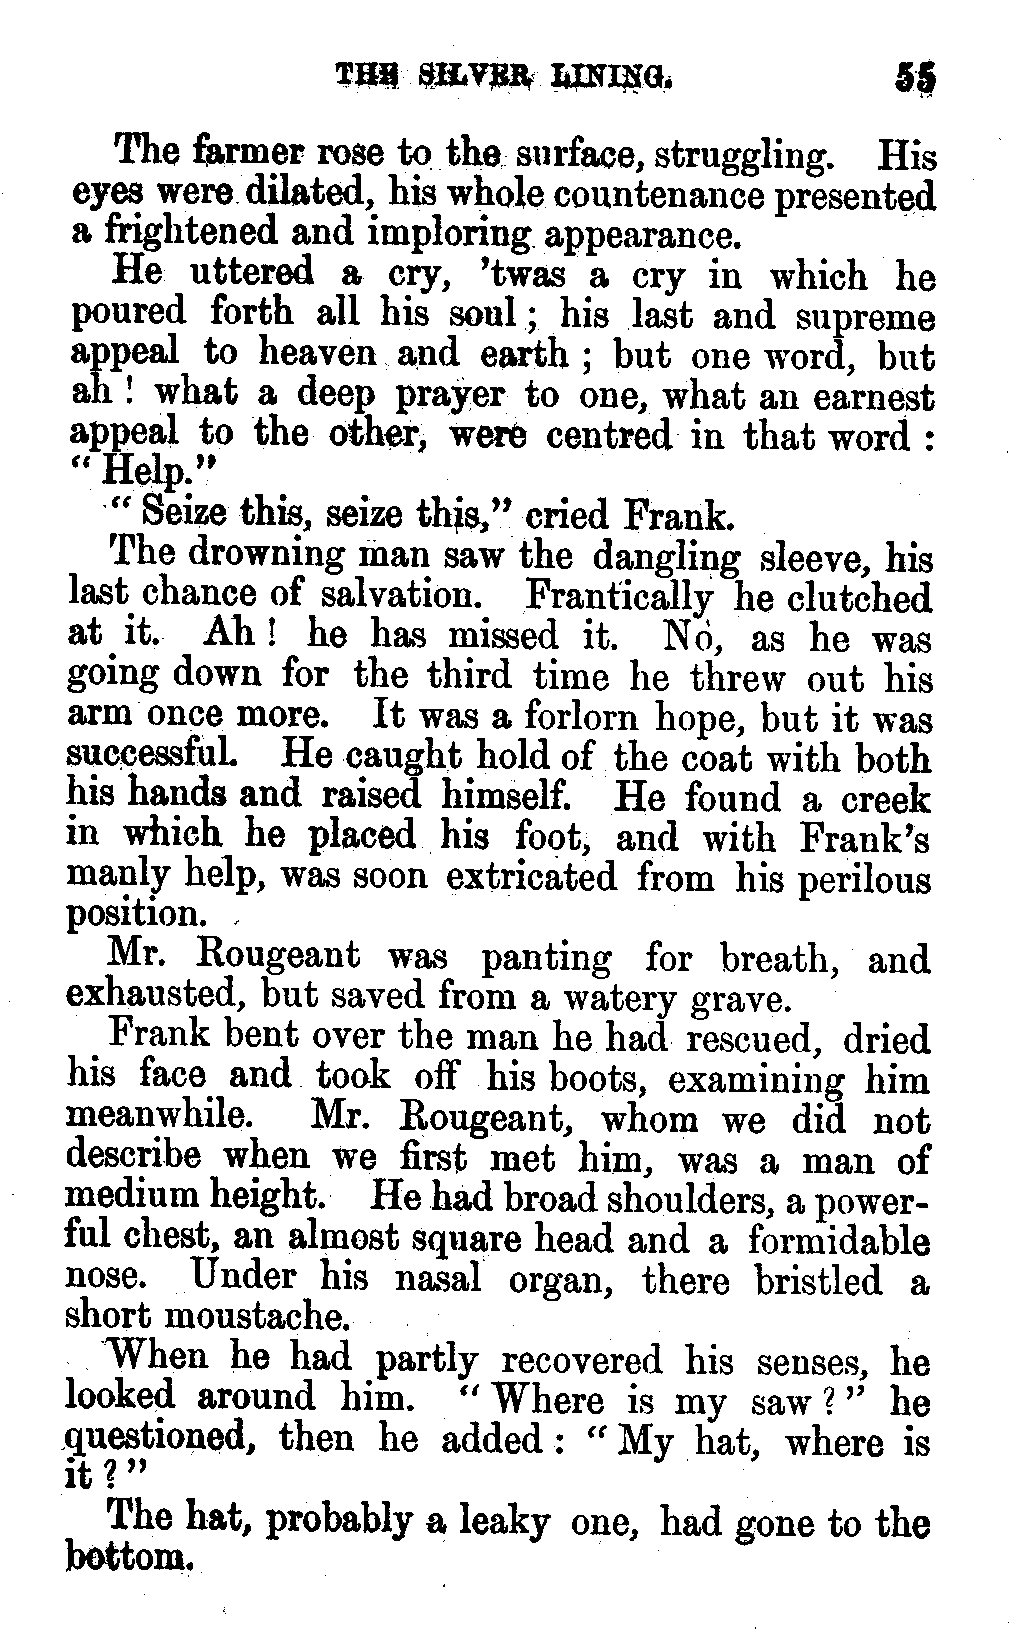 THE SILVER LINING. 55
The farmer rose to the surface, struggling. His
eyes were dilated, his whole countenance presented
a frightened and imploring appearance.
He uttered a cry, 'twas a cry in which he
poured forth all his soul; his last and supreme
appeal to heaven and earth; but one word, but
ah! what a deep prayer to one, what an earnest
appeal to the other, were centred in that word:
"Help."
"Seize this, seize this," cried Frank.
The drowning man saw the dangling sleeve, his
last chance of salvation. Frantically he clutched
at it. Ah! he has missed it. No, as he was
going down for the third time he threw out his
arm once more. It was a forlorn hope, but it was
successful. He caught hold of the coat with both
his hands and raised himself. He found a creek
in which he placed his foot, and with Frank's
manly help, was soon extricated from his perilous
position.
Mr. Rougeant was panting for breath, and
exhausted, but saved from a watery grave.
Frank bent over the man he had rescued, dried
his face and took off his boots, examining him
meanwhile. Mr. Rougeant, whom we did not
describe when we first met him, was a man of
medium height. He had broad shoulders, a power-
ful chest, an almost square head and a formidable
nose. Under his nasal organ, there bristled a
short moustache.
When he had partly recovered his senses, he
looked around him. "Where is my saw?" he
questioned, then he added: "My hat, where is
it?"
The hat, probably a leaky one, had gone to the
bottom.